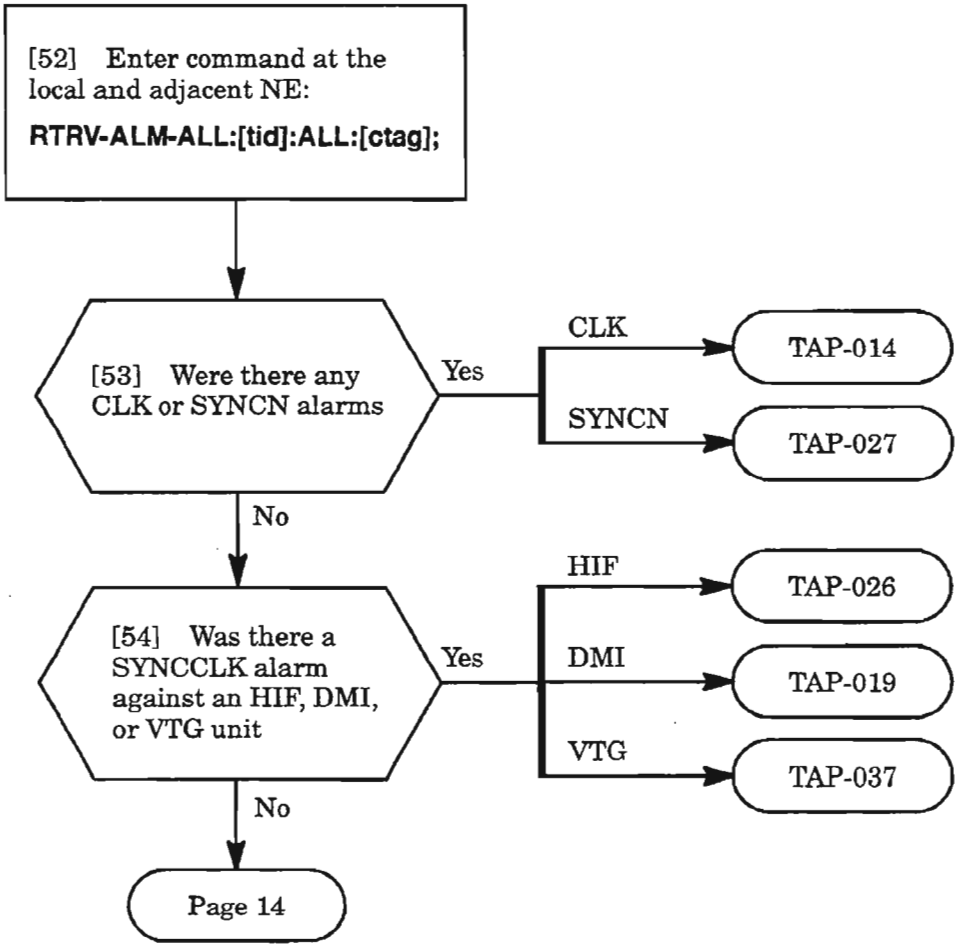 [52] Enter command at the
local and adjacent NE:
RTRV-ALM-ALL:[tid]:ALL:[ctag];
[53] Were there any
CLK or SYNCN alarms
Yes
CLK
TAP-014
SYNCN
TAP-027
No
[54] Was there a
SYNCCLK alarm
against an HIF, DMI,
or VTG unit
Yes
HIF
TAP-026
DMI
TAP-019
VTG
TAP-037
No
Page 14